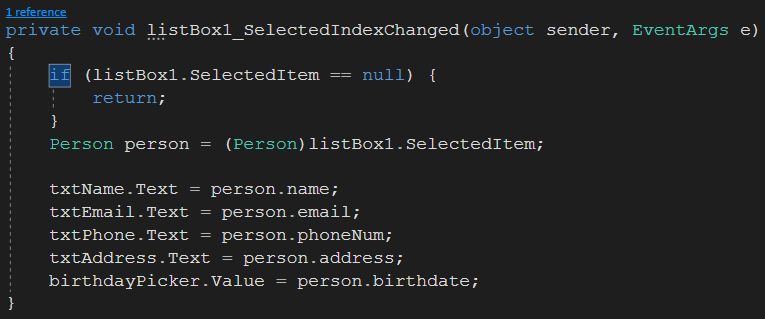 1 reference
private void listBox1_SelectedIndexChanged(object sender, EventArgs e)
{
if (listBox1.SelectedItem == null) {
return;
}
Person person = (Person)listBox1.SelectedItem;
txtName.Text = person.name;
txtEmail.Text = person.email;
txtPhone.Text = person.phoneNum;
txtAddress.Text = person.address;
birthdayPicker.Value = person.birthdate;
}